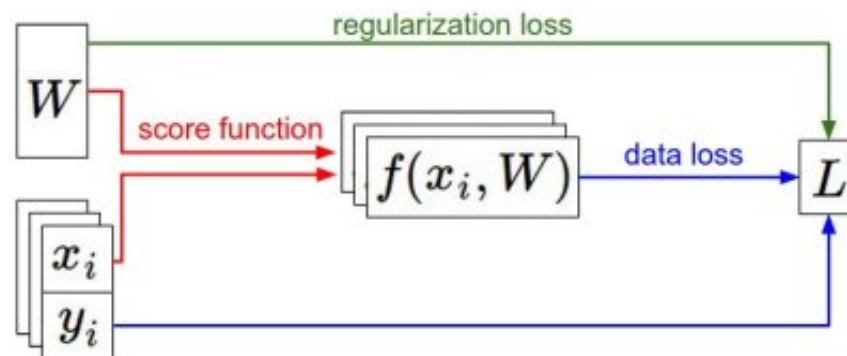 regularization loss
W
score function
f(x_i, W)
data loss
L
x_i
y_i